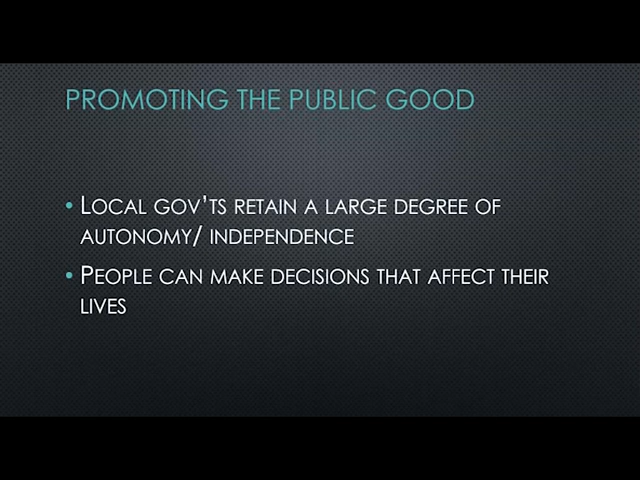 PROMOTING THE PUBLIC GOOD
• LOCAL GOV'TS RETAIN A LARGE DEGREE OF
AUTONOMY/ INDEPENDENCE
• PEOPLE CAN MAKE DECISIONS THAT AFFECT THEIR
LIVES